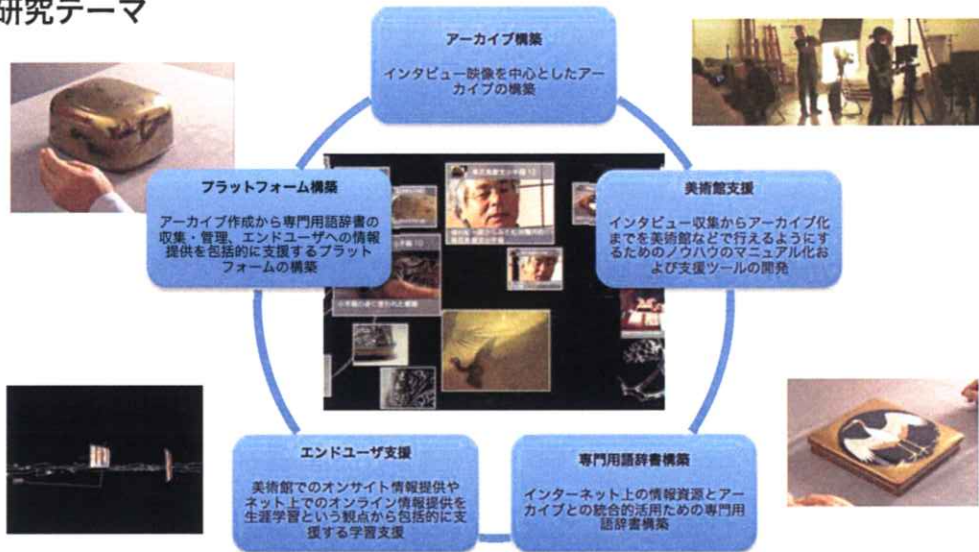 研究テーマ
アーカイブ構築
インタビュー映像を中心としたアー
カイブの構築
プラットフォーム構築
アーカイブ作成から専門用語辞書の
収集・管理、エンドユーザへの情報
提供を包括的に支援するプラット
フォームの構築
美術館支援
インタビュー収集からアーカイブ化
までを美術館などで行えるようにす
るためのノウハウのマニュアル化お
よび支援ツールの開発
エンドユーザ支援
美術館でのオンサイト情報提供や
ネット上でのオンライン情報提供を
生涯学習という観点から包括的に支
援する学習支援
専門用語辞書構築
インターネット上の情報資源とアー
カイブとの統合的活用ための専門用
語辞書構築